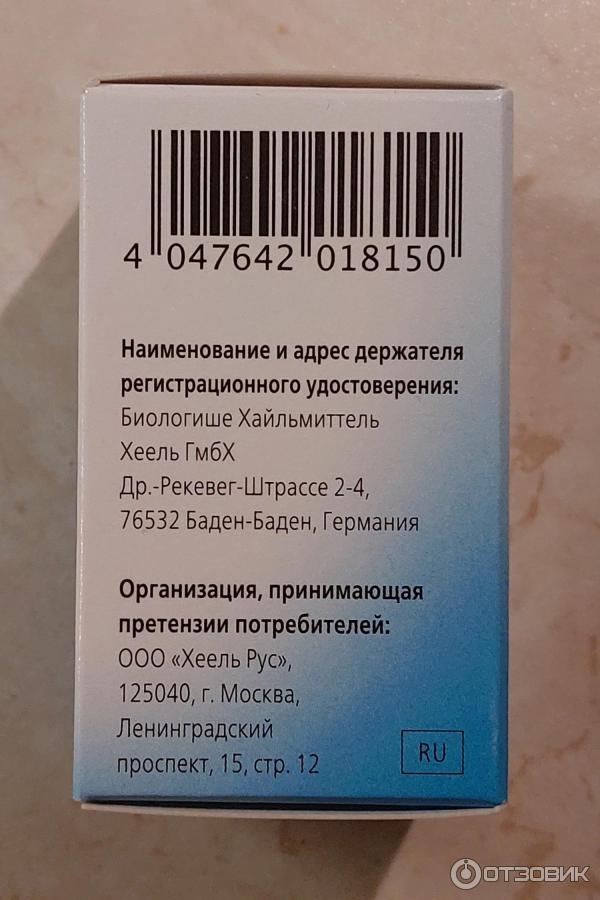 4 047642 018150
Наименование и адрес держателя
регистрационного удостоверения:
Биологише Хайльмиттель
Хеель ГмбХ
Др.-Рекевег-Штрассе 2-4,
76532 Баден-Баден, Германия
Организация, принимающая
претензии потребителей:
ООО «Хеель Рус»,
125040, г. Москва,
Ленинградский
проспект, 15, стр. 12
RU
ОТЗОВИК